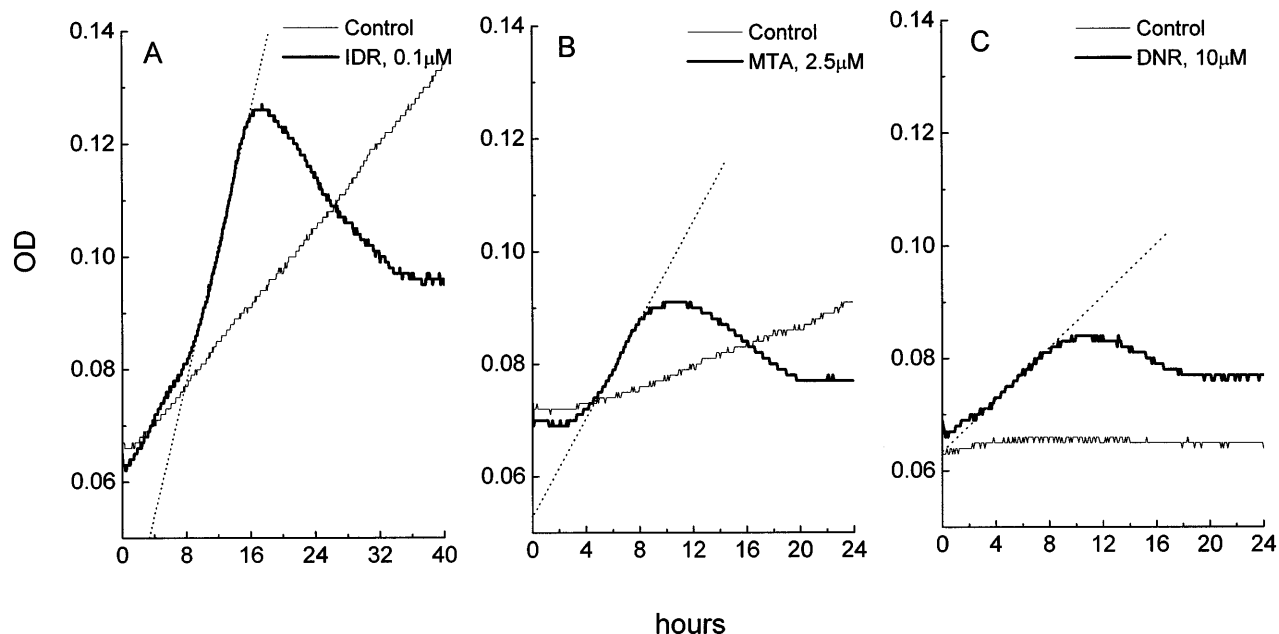 A
Control
IDR, 0.1µM
0.14
0.12
0.10
0.08
0.06
0 8 16 24 32 40
B
Control
MTA, 2.5µM
0.14
0.12
0.10
0.08
0.06
0 4 8 12 16 20 24
C
Control
DNR, 10µM
0.14
0.12
0.10
0.08
0.06
0 4 8 12 16 20 24
OD
hours